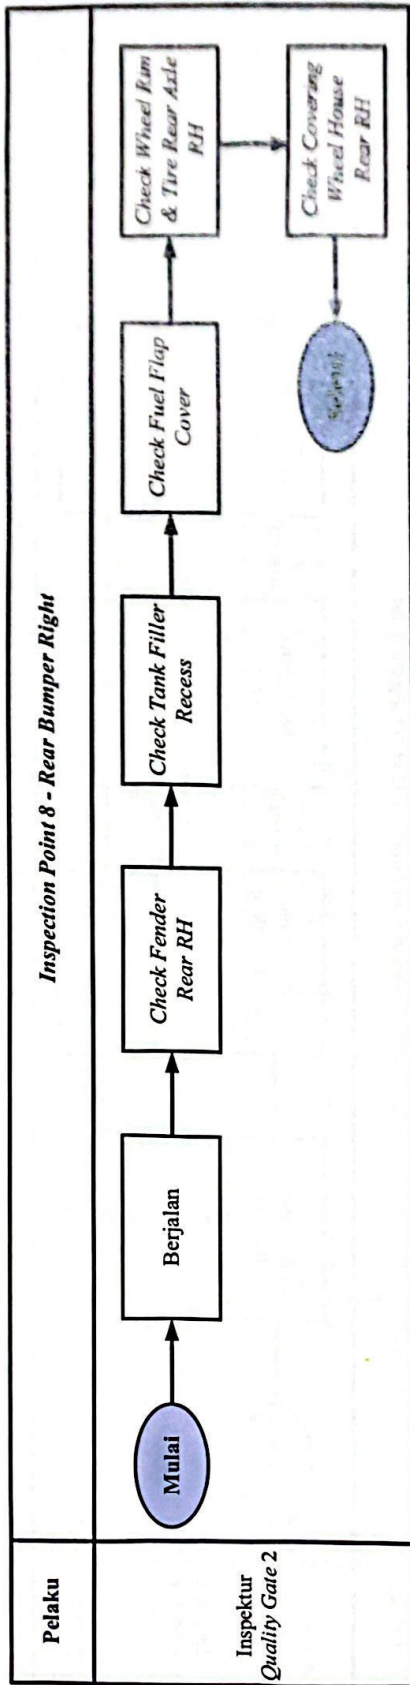 Pelaku
Inspection Point 8 - Rear Bumper Right
Inspektur
Quality Gate 2
Mulai
Berjalan
Check Fender
Rear RH
Check Tank Filler
Recess
Check Fuel Flap
Cover
Check Wheel Rim
& Tire Rear Axle
RH
Check Covering
Wheel House
Rear RH
Selesai